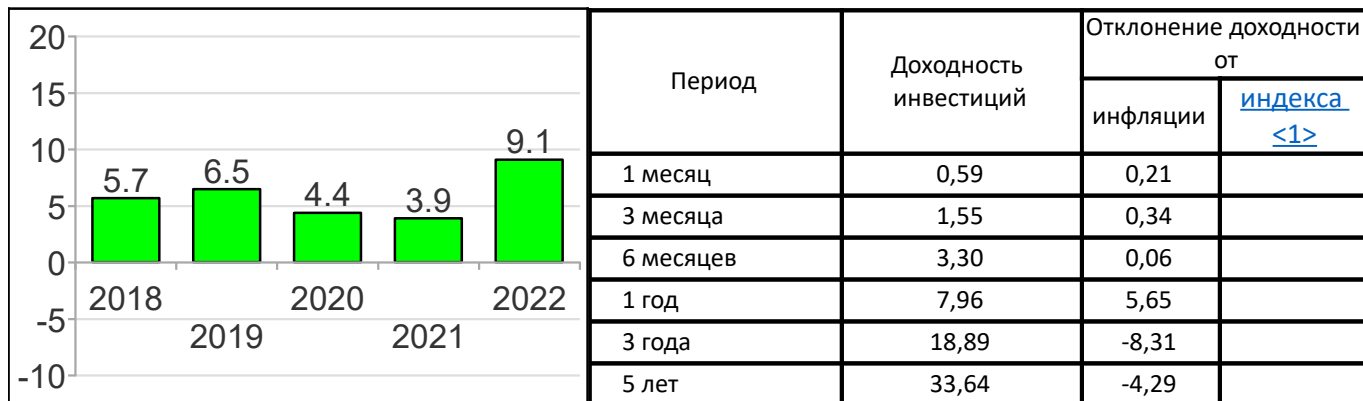 20
15
10
5
0
-5
-10
5.7
6.5
4.4
3.9
9.1
2018
2019
2020
2021
2022
Период
Доходность
инвестиций
Отклонение доходности
от
инфляции
индекса
<1>
1 месяц 0,59 0,21
3 месяца 1,55 0,34
6 месяцев 3,30 0,06
1 год 7,96 5,65
3 года 18,89 -8,31
5 лет 33,64 -4,29